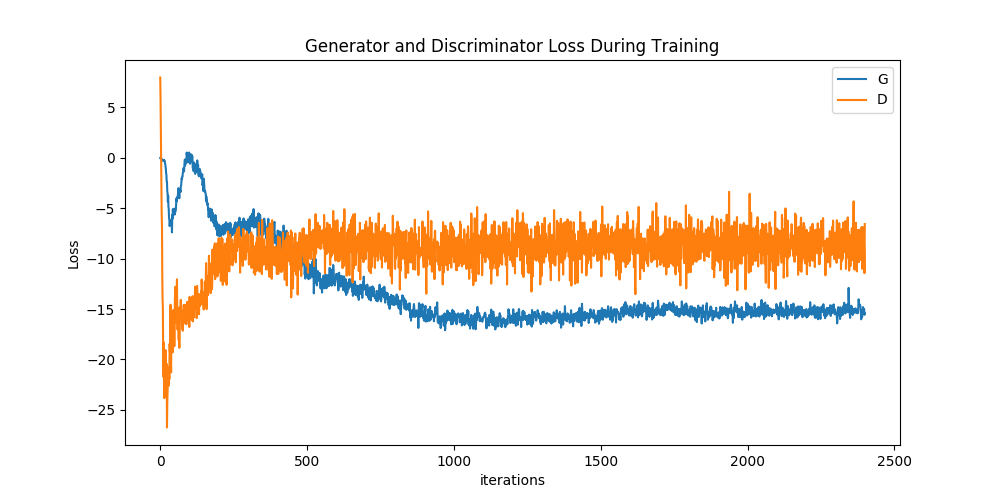 Generator and Discriminator Loss During Training
G
D
Loss
5
0
−5
−10
−15
−20
−25
0
500
1000
1500
2000
2500
iterations